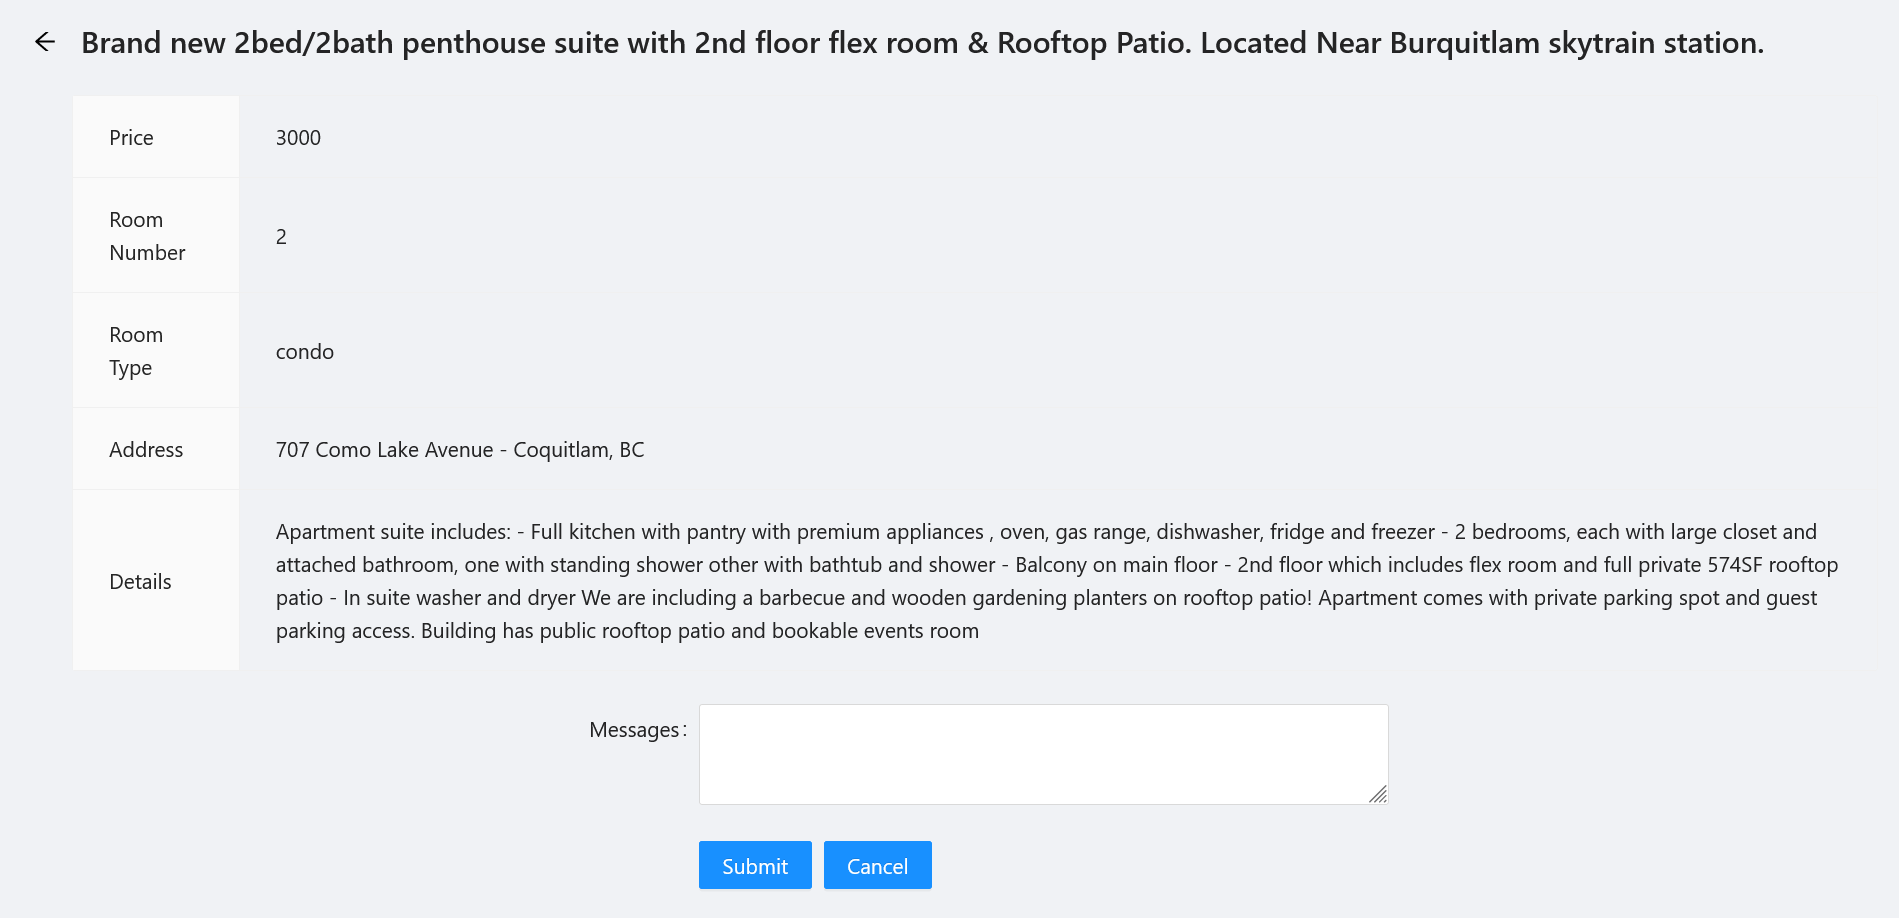 Brand new 2bed/2bath penthouse suite with 2nd floor flex room & Rooftop Patio. Located Near Burquitlam skytrain station.
Price
3000
Room
Number
2
Room
Type
condo
Address
707 Como Lake Avenue - Coquitlam, BC
Details
Apartment suite includes: - Full kitchen with pantry with premium appliances , oven, gas range, dishwasher, fridge and freezer - 2 bedrooms, each with large closet and
attached bathroom, one with standing shower other with bathtub and shower - Balcony on main floor - 2nd floor which includes flex room and full private 574SF rooftop
patio - In suite washer and dryer We are including a barbecue and wooden gardening planters on rooftop patio! Apartment comes with private parking spot and guest
parking access. Building has public rooftop patio and bookable events room
Messages:
Submit
Cancel